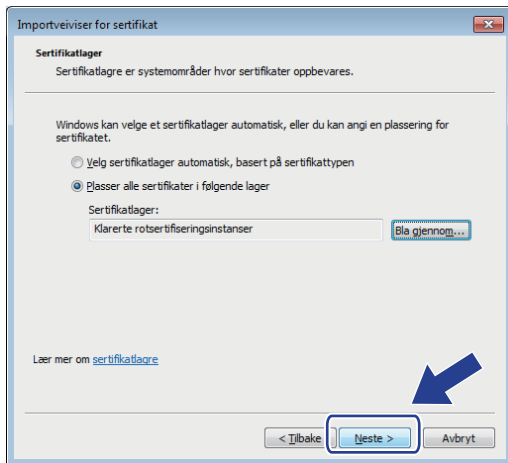 Importveiviser for sertifikat
Sertifikatlager
Sertifikatlagre er systemområder hvor sertifikater oppbevares.
Windows kan velge et sertifikatlager automatisk, eller du kan angi en plassering for
sertifikatet.
Velg sertifikatlager automatisk, basert på sertifikattypen
Plasser alle sertifikater i følgende lager
Sertifikatlager:
Klarerte rotsertifiseringsinstanser
Bla gjennom...
Lær mer om sertifikatlagre
< Tilbake
Neste >
Avbryt